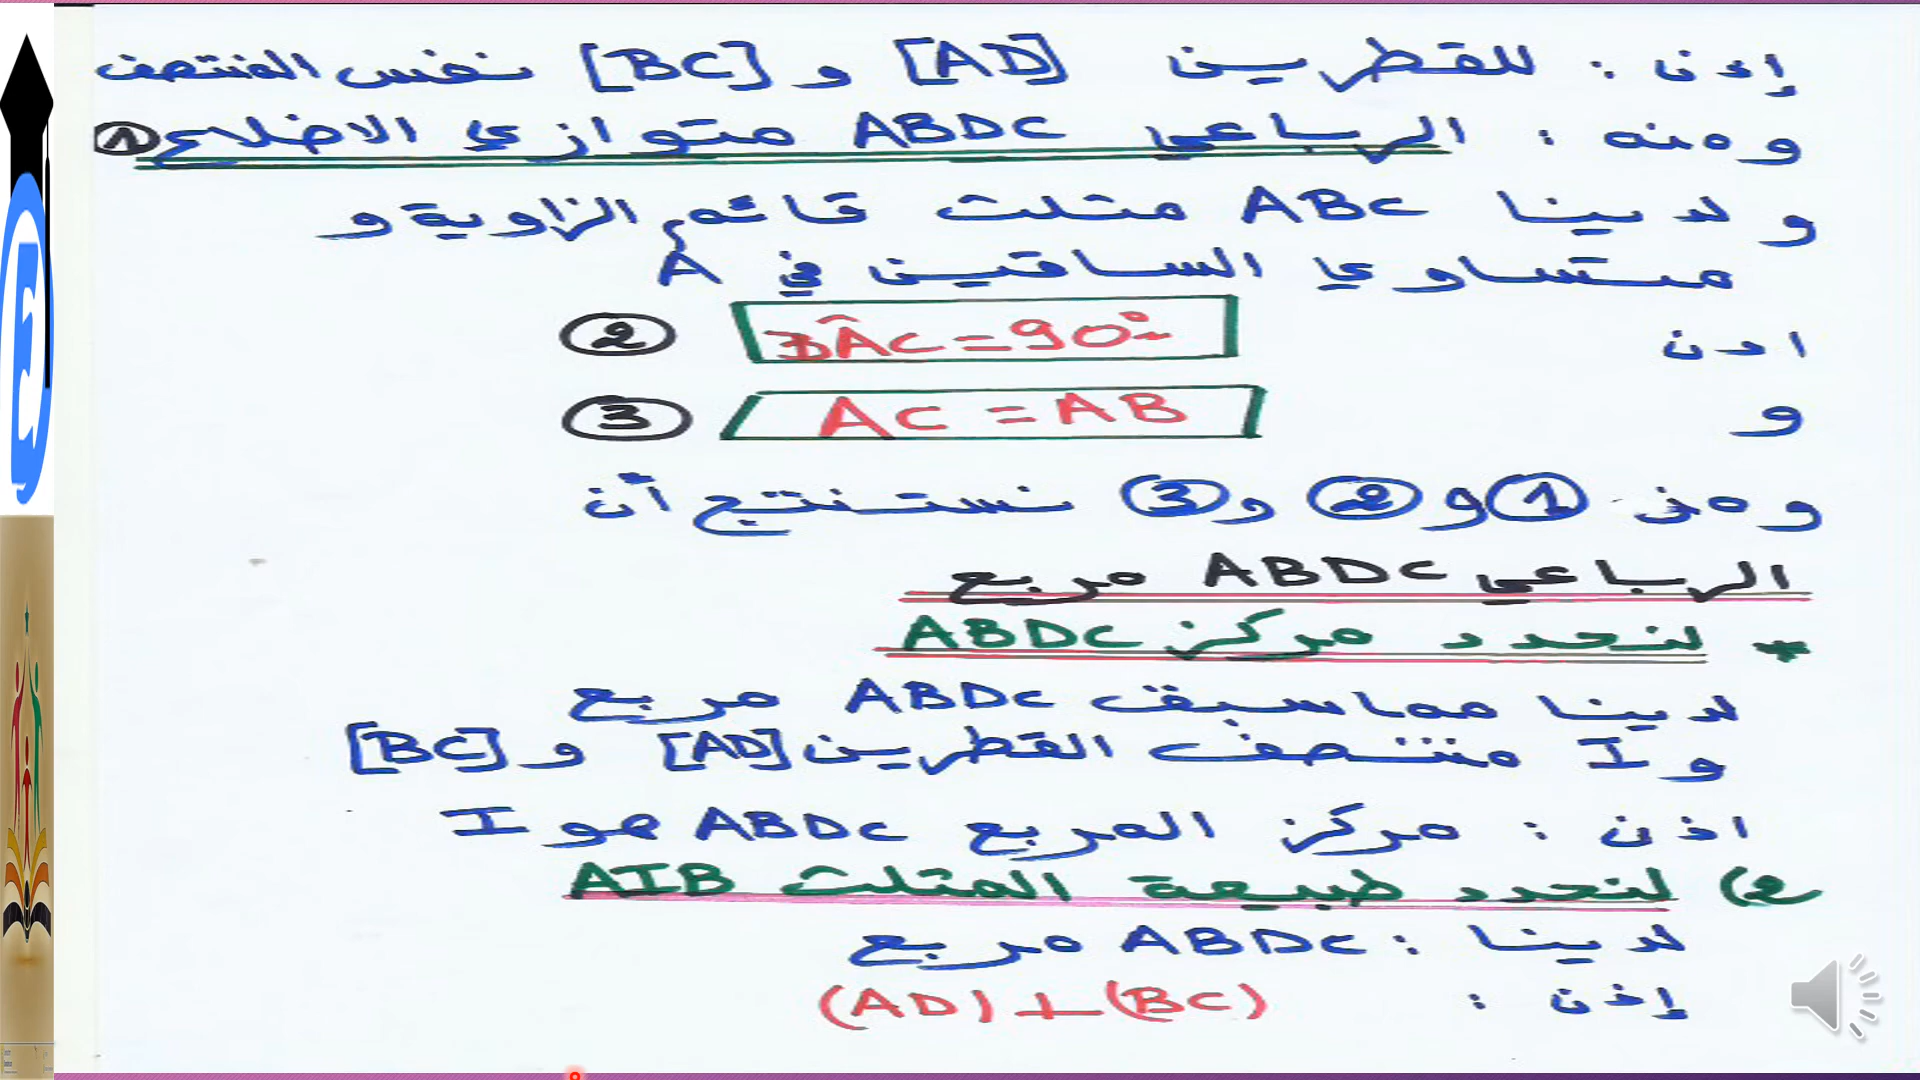 إذن : للقطرين [AD] و [BC] نفس المنتصف
ومنه : الرباعي ABDC متوازي الاضلاع ①
و لدينا ABC مثلث قائم الزاوية و
متساوي الساقين في A
اذن BÂC = 90° ②
و AC = AB ③
ومن ① و ② و ③ نستنتج أن
الرباعي ABDC مربع
* لنحدد مركز ABDC
لدينا مماسبق ABDC مربع
و I منتصف القطرين [AD] و [BC]
اذن : مركز المربع ABDC هو I
2) لنحدد طبيعة المثلث AIB
لدينا : ABDC مربع
إذن : (AD) ⊥ (BC)